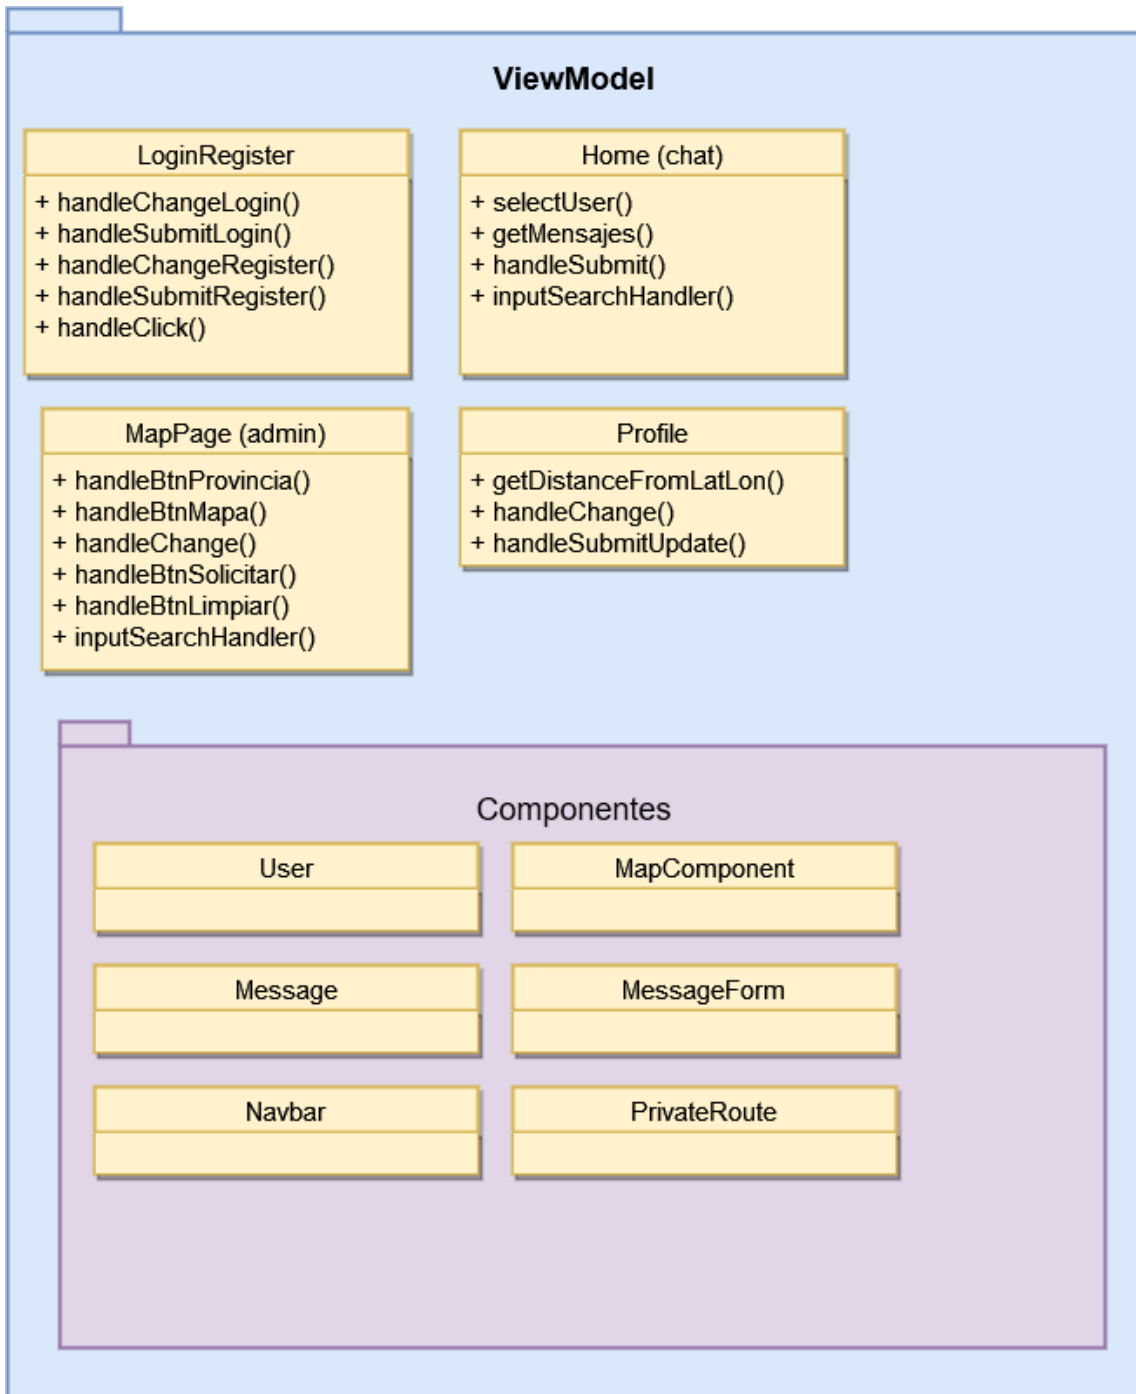 ViewModel
LoginRegister
+ handleChangeLogin()
+ handleSubmitLogin()
+ handleChangeRegister()
+ handleSubmitRegister()
+ handleClick()
Home (chat)
+ selectUser()
+ getMensajes()
+ handleSubmit()
+ inputSearchHandler()
MapPage (admin)
+ handleBtnProvincia()
+ handleBtnMapa()
+ handleChange()
+ handleBtnSolicitar()
+ handleBtnLimpiar()
+ inputSearchHandler()
Profile
+ getDistanceFromLatLon()
+ handleChange()
+ handleSubmitUpdate()
Componentes
User
MapComponent
Message
MessageForm
Navbar
PrivateRoute